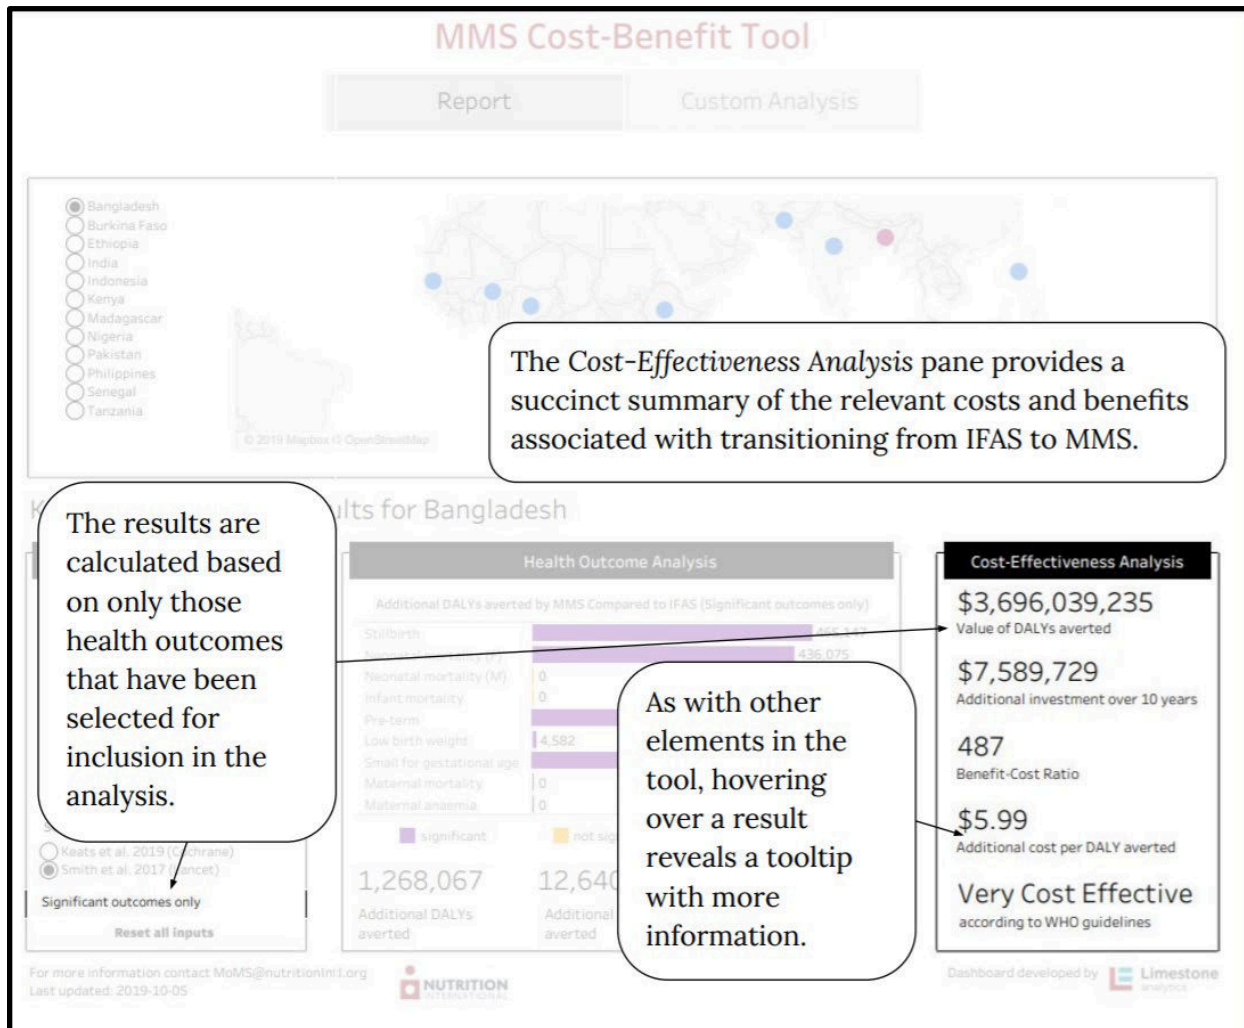 MMS Cost-Benefit Tool
Report
Custom Analysis
Bangladesh
Burkina Faso
Ethiopia
India
Indonesia
Kenya
Madagascar
Nigeria
Pakistan
Philippines
Senegal
Tanzania
© 2019 Mapbox © OpenStreetMap
The Cost-Effectiveness Analysis pane provides a
succinct summary of the relevant costs and benefits
associated with transitioning from IFAS to MMS.
K
ults for Bangladesh
The results are
calculated based
on only those
health outcomes
that have been
selected for
inclusion in the
analysis.
Keats et al. 2019 (Cochrane)
Smith et al. 2017 (Lancet)
Significant outcomes only
Reset all inputs
Health Outcome Analysis
Additional DALYs averted by MMS Compared to IFAS (Significant outcomes only)
Stillbirth
Neonatal mortality (F) 436,075
Neonatal mortality (M) 0
Infant mortality 0
Pre-term
Low birth weight 4,582
Small for gestational age
Maternal mortality 0
Maternal anaemia 0
significant
not sig
1,268,067
Additional DALYs
averted
12,640
Additional
averted
As with other
elements in the
tool, hovering
over a result
reveals a tooltip
with more
information.
Cost-Effectiveness Analysis
$3,696,039,235
Value of DALYs averted
$7,589,729
Additional investment over 10 years
487
Benefit-Cost Ratio
$5.99
Additional cost per DALY averted
Very Cost Effective
according to WHO guidelines
For more information contact MoMS@nutritionintl.org
Last updated: 2019-10-05
NUTRITION
INTERNATIONAL
Dashboard developed by
Limestone
analytics